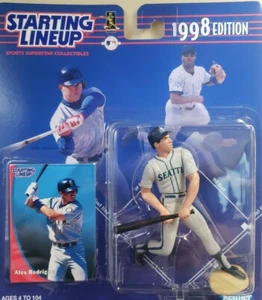 STARTING
LINEUP
SPORTS SUPERSTAR COLLECTIBLES
1998 EDITION
STARTING
LINEUP
SEATTLE
Alex Rodrig
AGES 4 TO 104